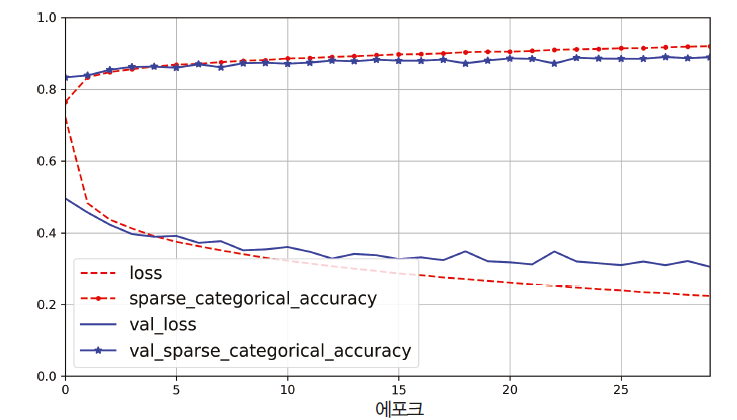 1.0
0.8
0.6
0.4
0.2
0.0
loss
sparse_categorical_accuracy
val_loss
val_sparse_categorical_accuracy
0 5 10 15 20 25
에포크